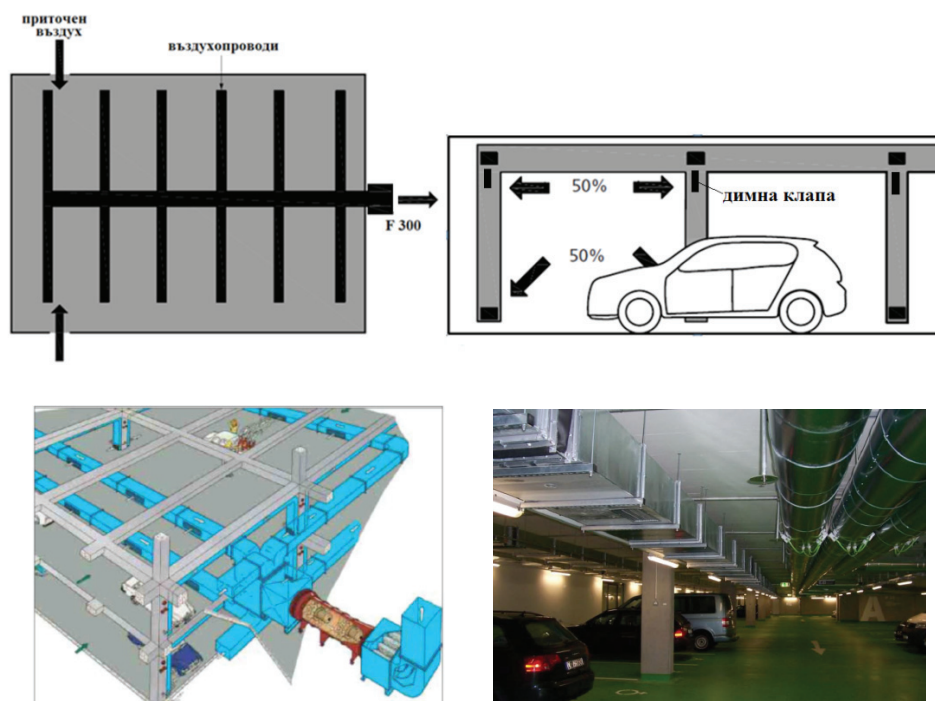 приточен
въздух
въздухопроводи
F 300
50%
димна клапа
50%
A